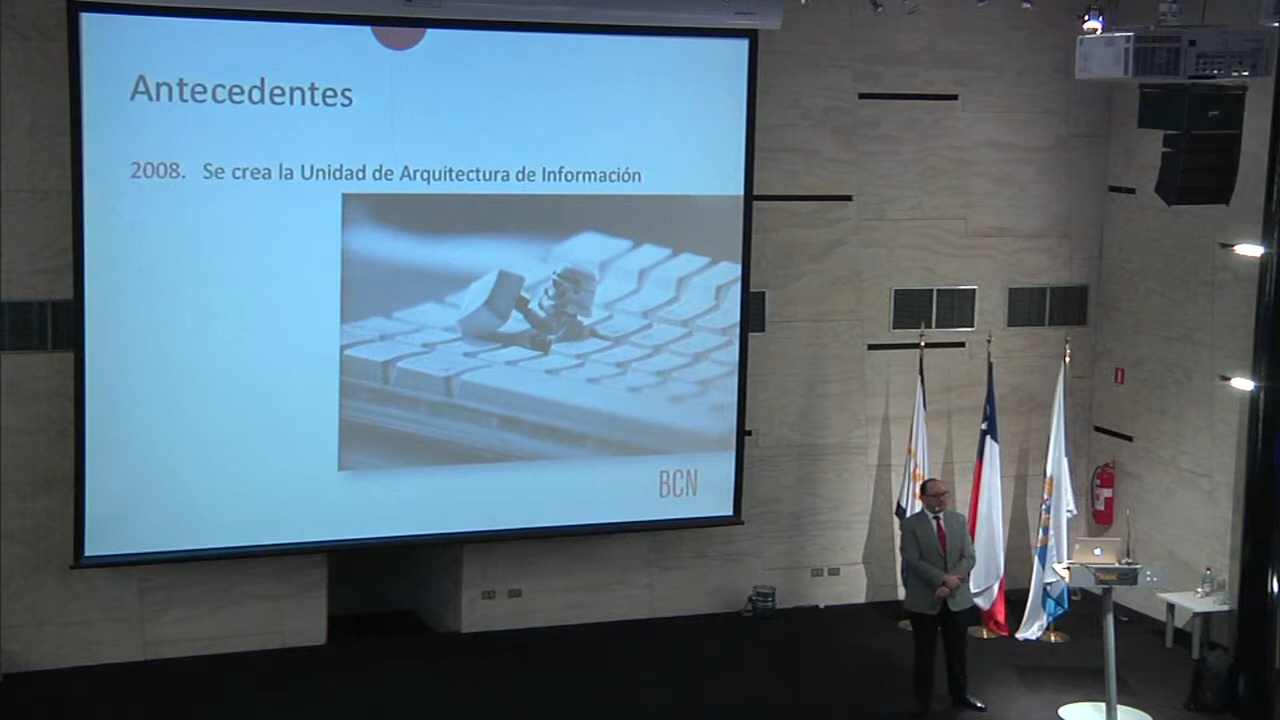 Antecedentes
2008. Se crea la Unidad de Arquitectura de Información
BCN